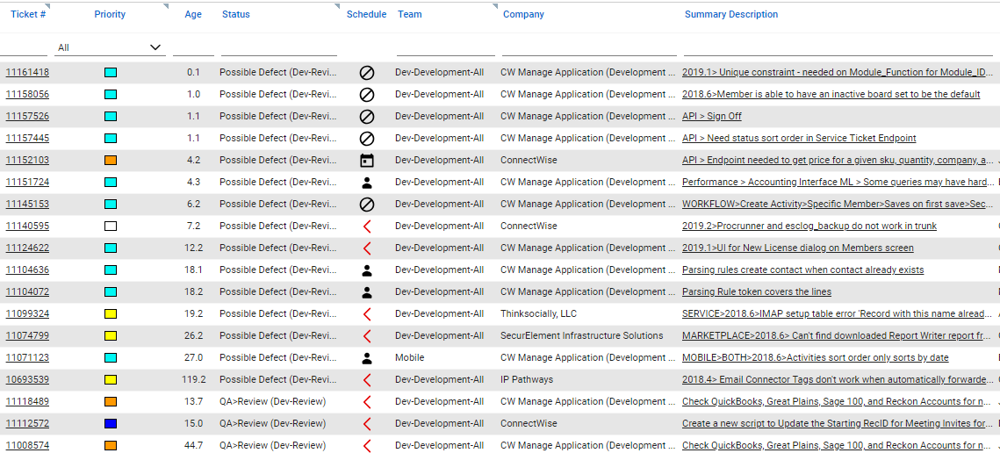 Ticket # Priority Age Status Schedule Team Company Summary Description
All
11161418 0.1 Possible Defect (Dev-Revi... Dev-Development-All CW Manage Application (Development ... 2019.1> Unique constraint - needed on Module_Function for Module_ID...
11158056 1.0 Possible Defect (Dev-Revi... Dev-Development-All CW Manage Application (Development ... 2018.6>Member is able to have an inactive board set to be the default
11157526 1.1 Possible Defect (Dev-Revi... Dev-Development-All CW Manage Application (Development ... API > Sign Off
11157445 1.1 Possible Defect (Dev-Revi... Dev-Development-All CW Manage Application (Development ... API > Need status sort order in Service Ticket Endpoint
11152103 4.2 Possible Defect (Dev-Revi... Dev-Development-All ConnectWise API > Endpoint needed to get price for a given sku, quantity, company, a...
11151724 4.3 Possible Defect (Dev-Revi... Dev-Development-All CW Manage Application (Development ... Performance > Accounting Interface ML > Some queries may have hard...
11145153 6.2 Possible Defect (Dev-Revi... Dev-Development-All CW Manage Application (Development ... WORKFLOW>Create Activity>Specific Member>Saves on first save>Sec...
11140595 7.2 Possible Defect (Dev-Revi... Dev-Development-All ConnectWise 2019.2>Procrunner and esclog_backup do not work in trunk
11124622 12.2 Possible Defect (Dev-Revi... Dev-Development-All CW Manage Application (Development ... 2019.1>UI for New License dialog on Members screen
11104636 18.1 Possible Defect (Dev-Revi... Dev-Development-All CW Manage Application (Development ... Parsing rules create contact when contact already exists
11104072 18.2 Possible Defect (Dev-Revi... Dev-Development-All CW Manage Application (Development ... Parsing Rule token covers the lines
11099324 19.2 Possible Defect (Dev-Revi... Dev-Development-All Thinksocially, LLC SERVICE>2018.6>IMAP setup table error 'Record with this name alread...
11074799 26.2 Possible Defect (Dev-Revi... Dev-Development-All SecurElement Infrastructure Solutions MARKETPLACE>2018.6> Can't find downloaded Report Writer report fr...
11071123 27.0 Possible Defect (Dev-Revi... Mobile CW Manage Application (Development ... MOBILE>BOTH>2018.6>Activities sort order only sorts by date
10693539 119.2 Possible Defect (Dev-Revi... Dev-Development-All IP Pathways 2018.4> Email Connector Tags don't work when automatically forwarde...
11118489 13.7 QA>Review (Dev-Review) Dev-Development-All CW Manage Application (Development ... Check QuickBooks, Great Plains, Sage 100, and Reckon Accounts for n...
11112572 15.0 QA>Review (Dev-Review) Dev-Development-All ConnectWise Create a new script to Update the Starting RecID for Meeting Invites for...
11008574 44.7 QA>Review (Dev-Review) Dev-Development-All CW Manage Application (Development ... Check QuickBooks, Great Plains, Sage 100, and Reckon Accounts for n...